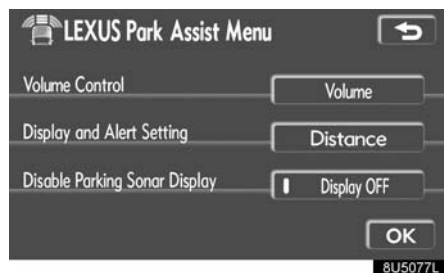 LEXUS Park Assist Menu
Volume Control
Volume
Display and Alert Setting
Distance
Disable Parking Sonar Display
Display OFF
OK
8U5077L